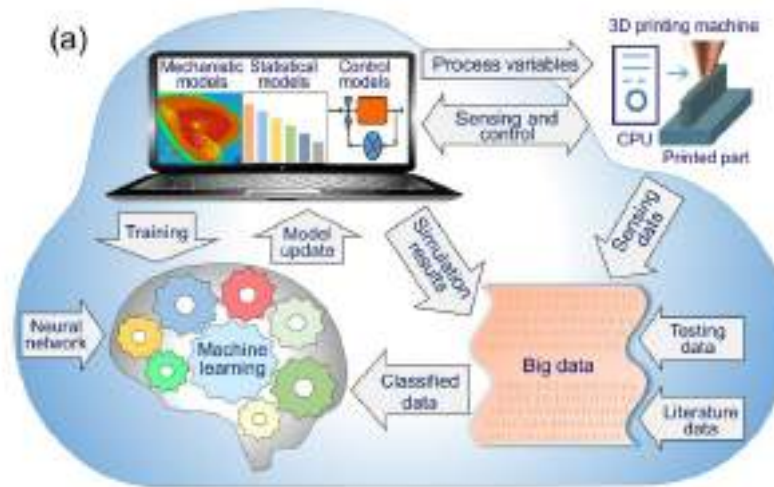 (a)
3D printing machine
Mechanistic
models
Statistical
models
Control
models
Process variables
Sensing and
control
CPU
Printed part
Training
Model
update
Simulation
results
Sensing
data
Neural
network
Machine
learning
Classified
data
Big data
Testing
data
Literature
data